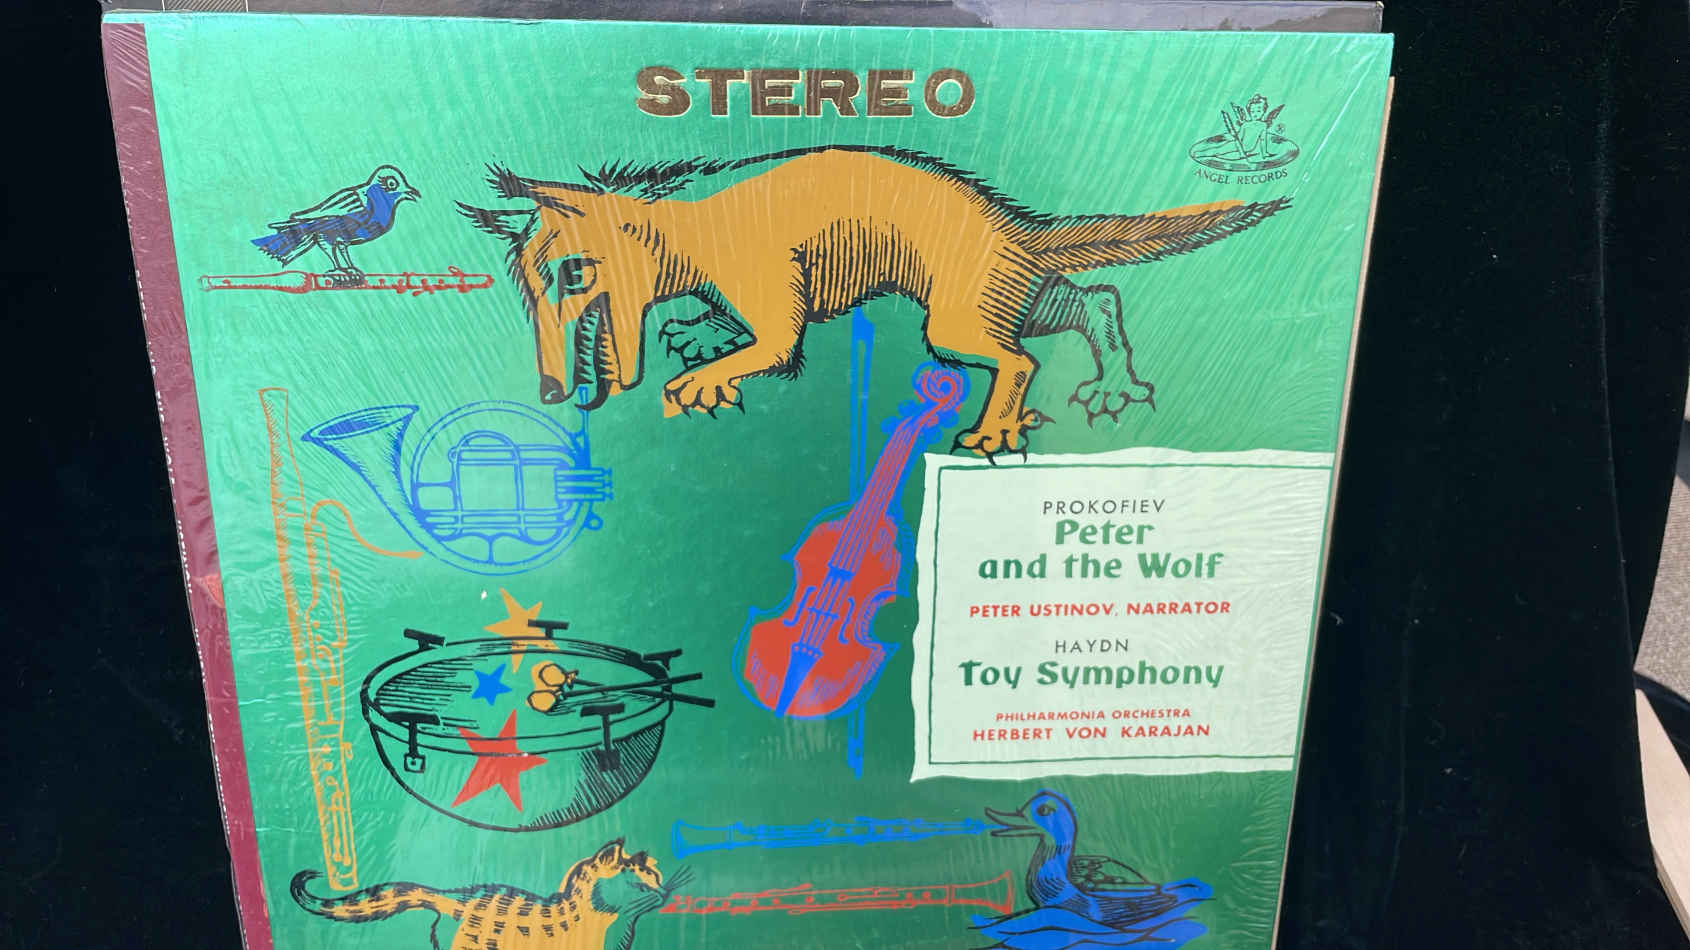 STEREO
ANGEL RECORDS
PROKOFIEV
Peter
and the Wolf
PETER USTINOV, NARRATOR
HAYDN
Toy Symphony
PHILHARMONIA ORCHESTRA
HERBERT VON KARAJAN